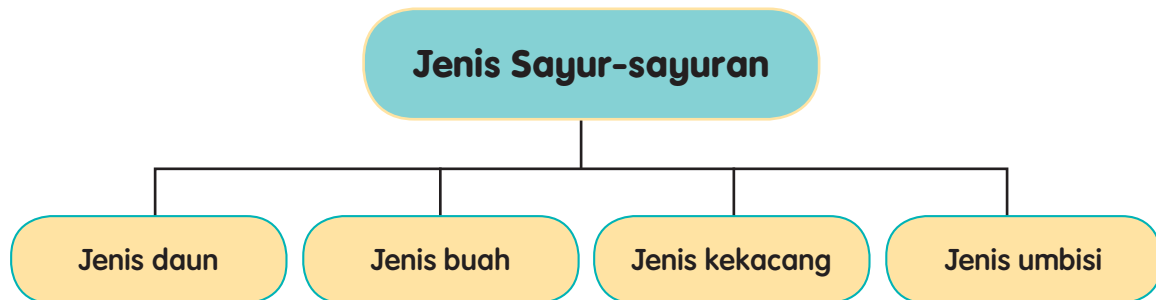 Jenis Sayur-sayuran
Jenis daun
Jenis buah
Jenis kekacang
Jenis umbisi